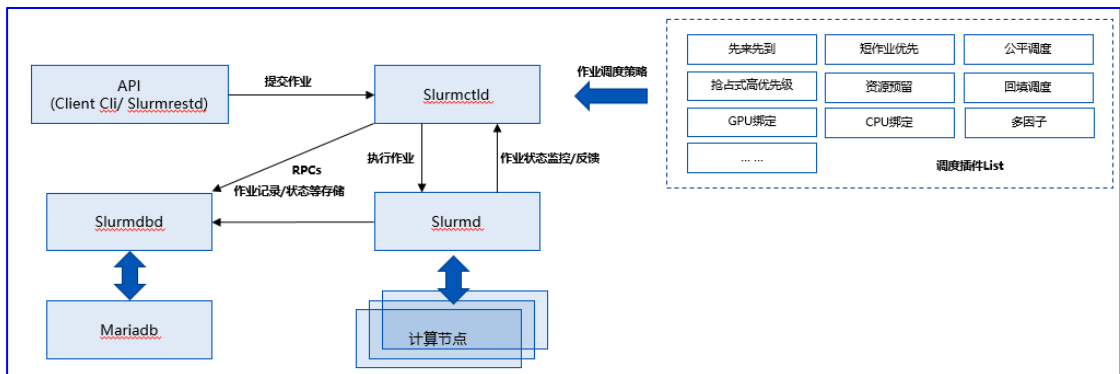 先来先到
短作业优先
公平调度
API
(Client Cli/ Slurmrestd)
提交作业
Slurmctld
作业调度策略
抢占式高优先级
资源预留
回填调度
GPU绑定
CPU绑定
多因子
... ...
调度插件List
RPCs
执行作业
作业状态监控/反馈
作业记录/状态等存储
Slurmdbd
Slurmd
Mariadb
计算节点